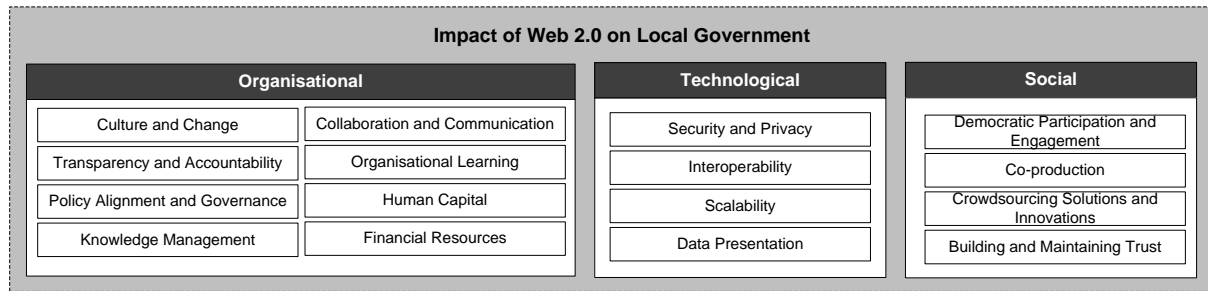 Impact of Web 2.0 on Local Government
Organisational
Culture and Change
Collaboration and Communication
Transparency and Accountability
Organisational Learning
Policy Alignment and Governance
Human Capital
Knowledge Management
Financial Resources
Technological
Security and Privacy
Interoperability
Scalability
Data Presentation
Social
Democratic Participation and
Engagement
Co-production
Crowdsourcing Solutions and
Innovations
Building and Maintaining Trust